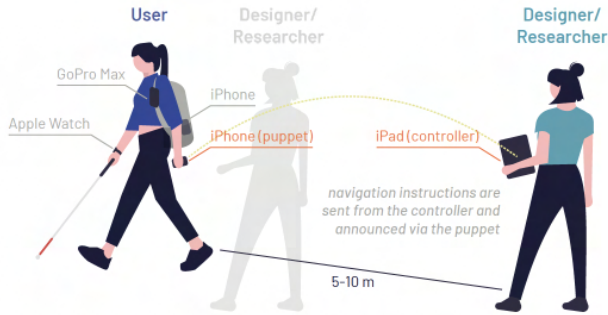 User
Designer/
Researcher
Designer/
Researcher
GoPro Max
iPhone
Apple Watch
iPhone (puppet)
iPad (controller)
navigation instructions are
sent from the controller and
announced via the puppet
5-10 m